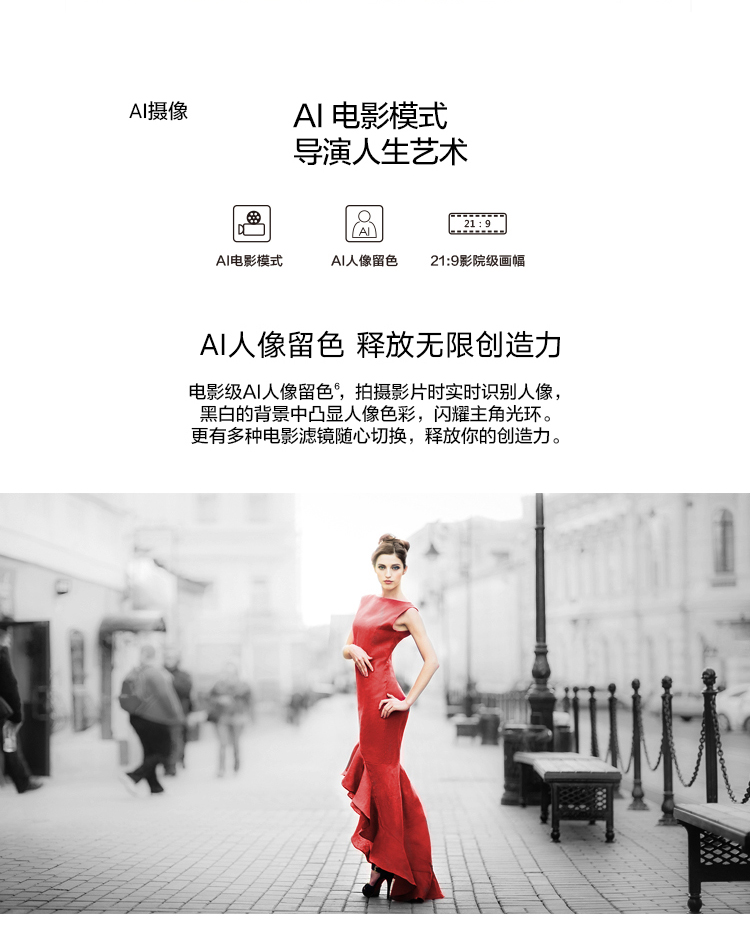 AI摄像
AI 电影模式
导演人生艺术
21 : 9
AI
AI电影模式
AI人像留色
21:9影院级画幅
AI人像留色 释放无限创造力
电影级AI人像留色⁶，拍摄影片时实时识别人像，
黑白的背景中凸显人像色彩，闪耀主角光环。
更有多种电影滤镜随心切换，释放你的创造力。